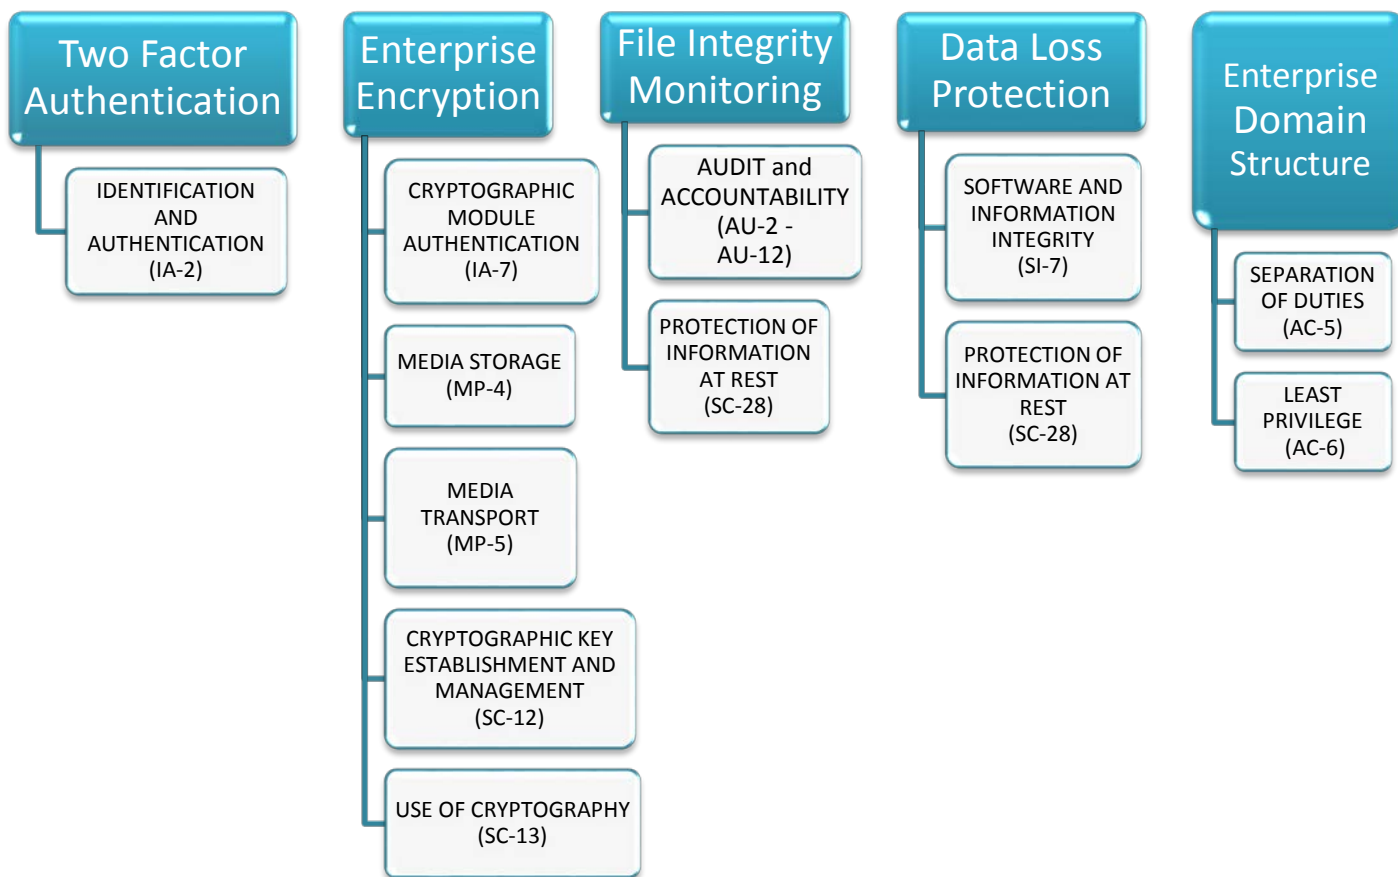 Two Factor
Authentication
IDENTIFICATION
AND
AUTHENTICATION
(IA-2)
Enterprise
Encryption
CRYPTOGRAPHIC
MODULE
AUTHENTICATION
(IA-7)
MEDIA STORAGE
(MP-4)
MEDIA
TRANSPORT
(MP-5)
CRYPTOGRAPHIC KEY
ESTABLISHMENT AND
MANAGEMENT
(SC-12)
USE OF CRYPTOGRAPHY
(SC-13)
File Integrity
Monitoring
AUDIT and
ACCOUNTABILITY
(AU-2 -
AU-12)
PROTECTION OF
INFORMATION
AT REST
(SC-28)
Data Loss
Protection
SOFTWARE AND
INFORMATION
INTEGRITY
(SI-7)
PROTECTION OF
INFORMATION AT
REST
(SC-28)
Enterprise
Domain
Structure
SEPARATION
OF DUTIES
(AC-5)
LEAST
PRIVILEGE
(AC-6)